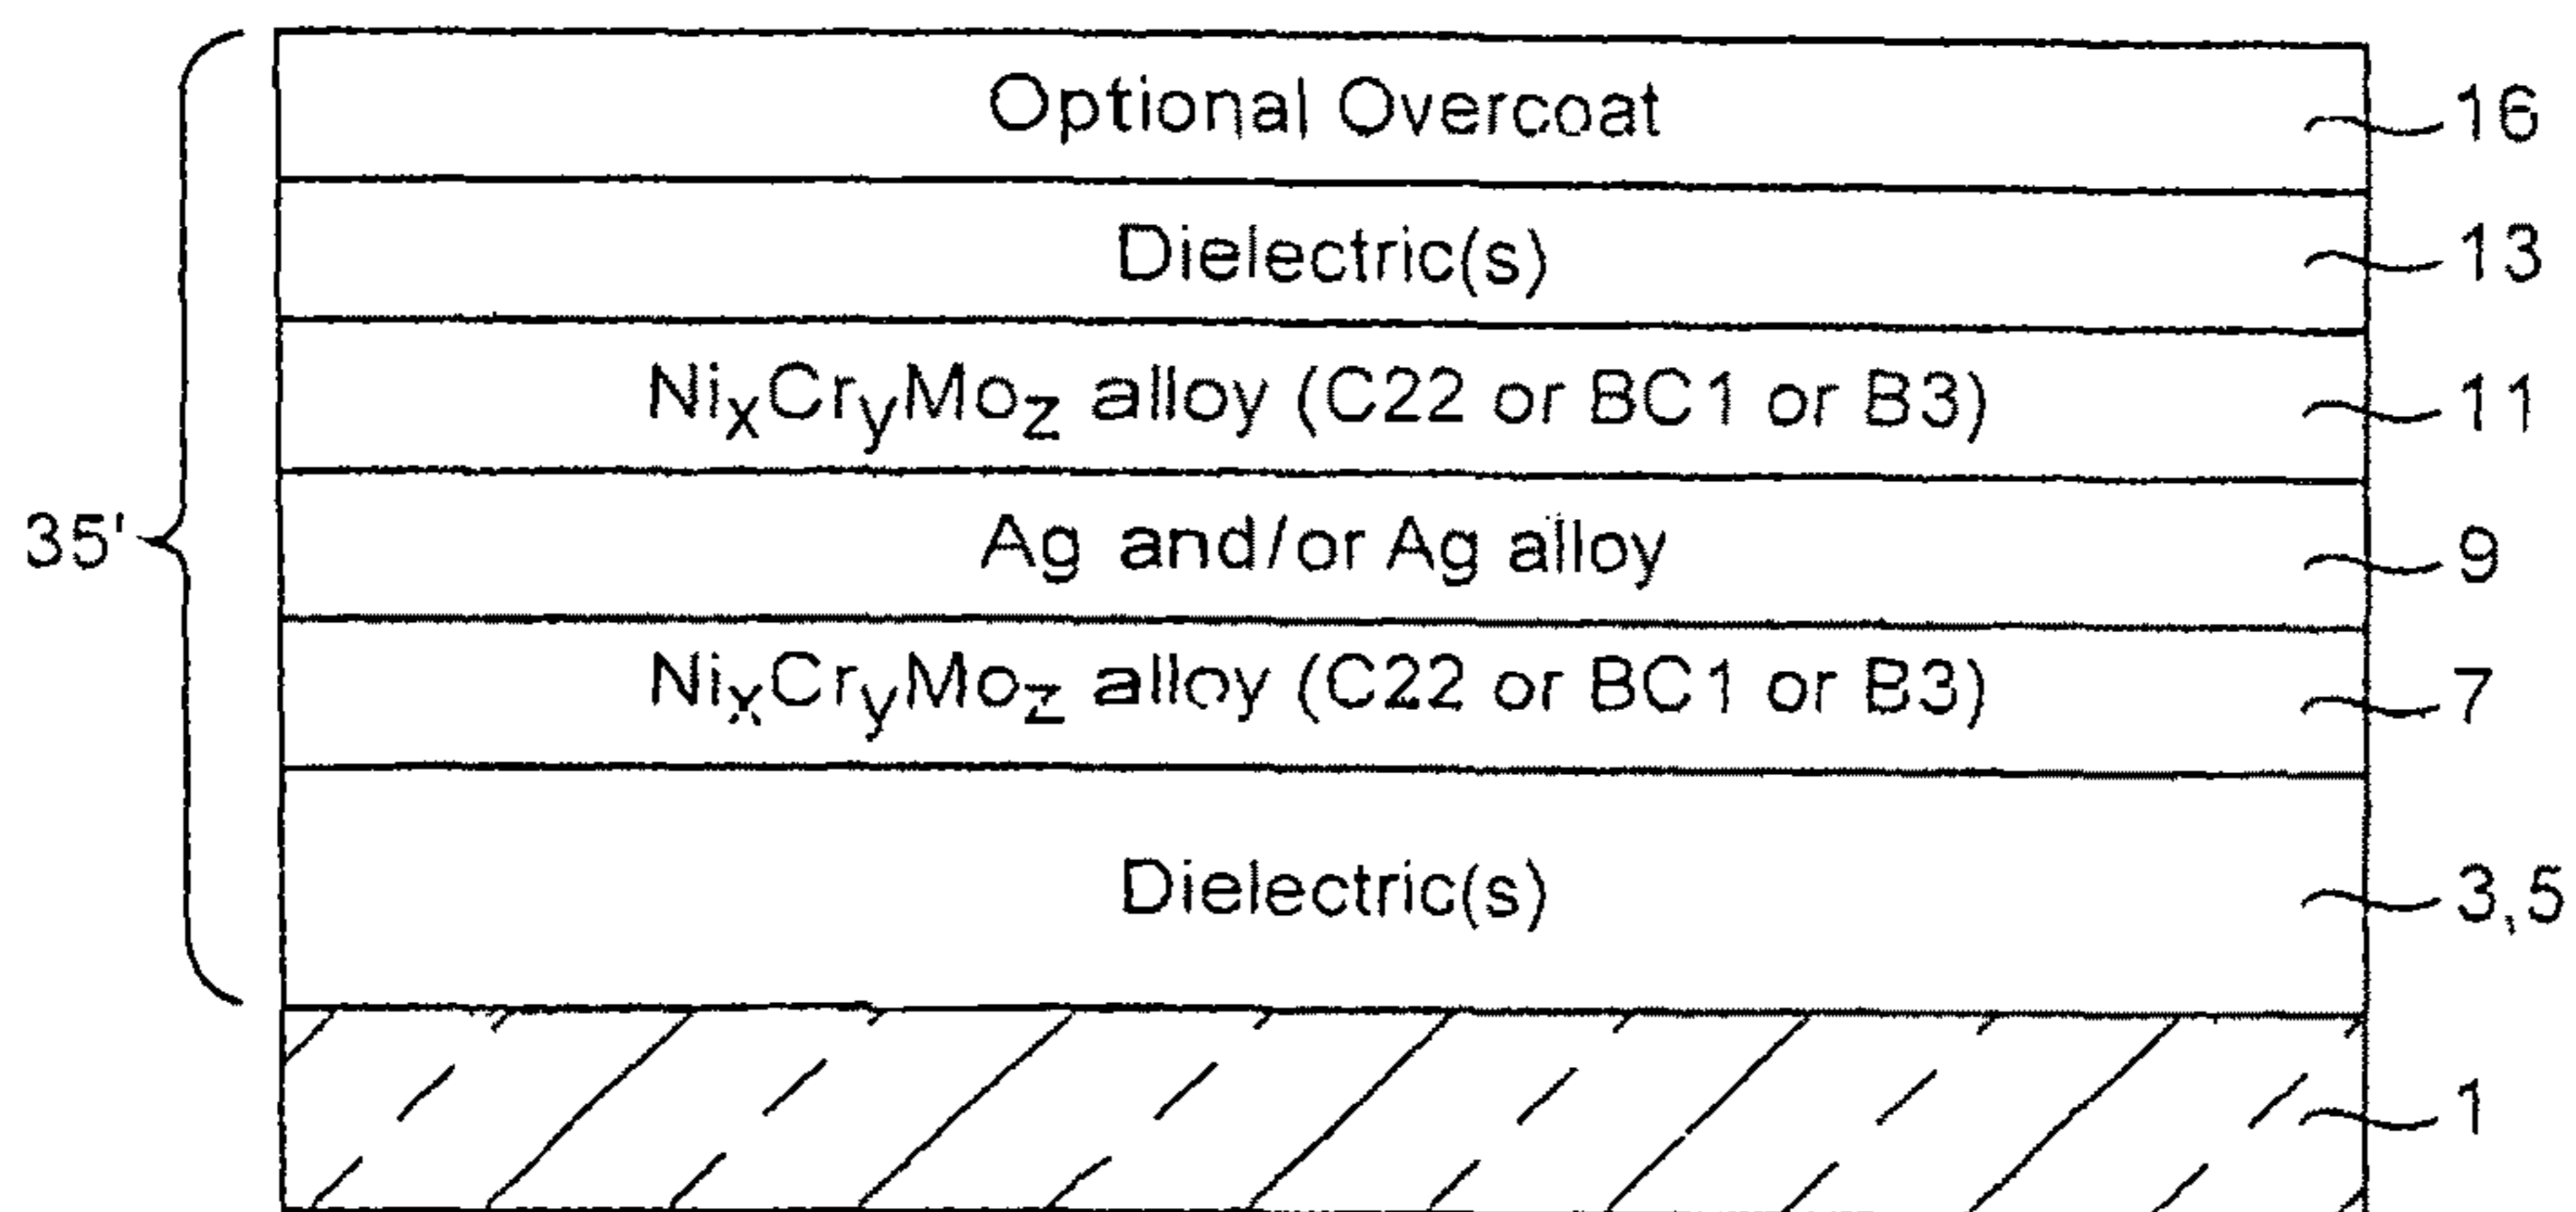 Optional Overcoat 16
Dielectric(s) 13
NixCryMoz alloy (C22 or BC1 or B3) 11
35' Ag and/or Ag alloy 9
NixCryMoz alloy (C22 or BC1 or B3) 7
Dielectric(s) 3,5
1